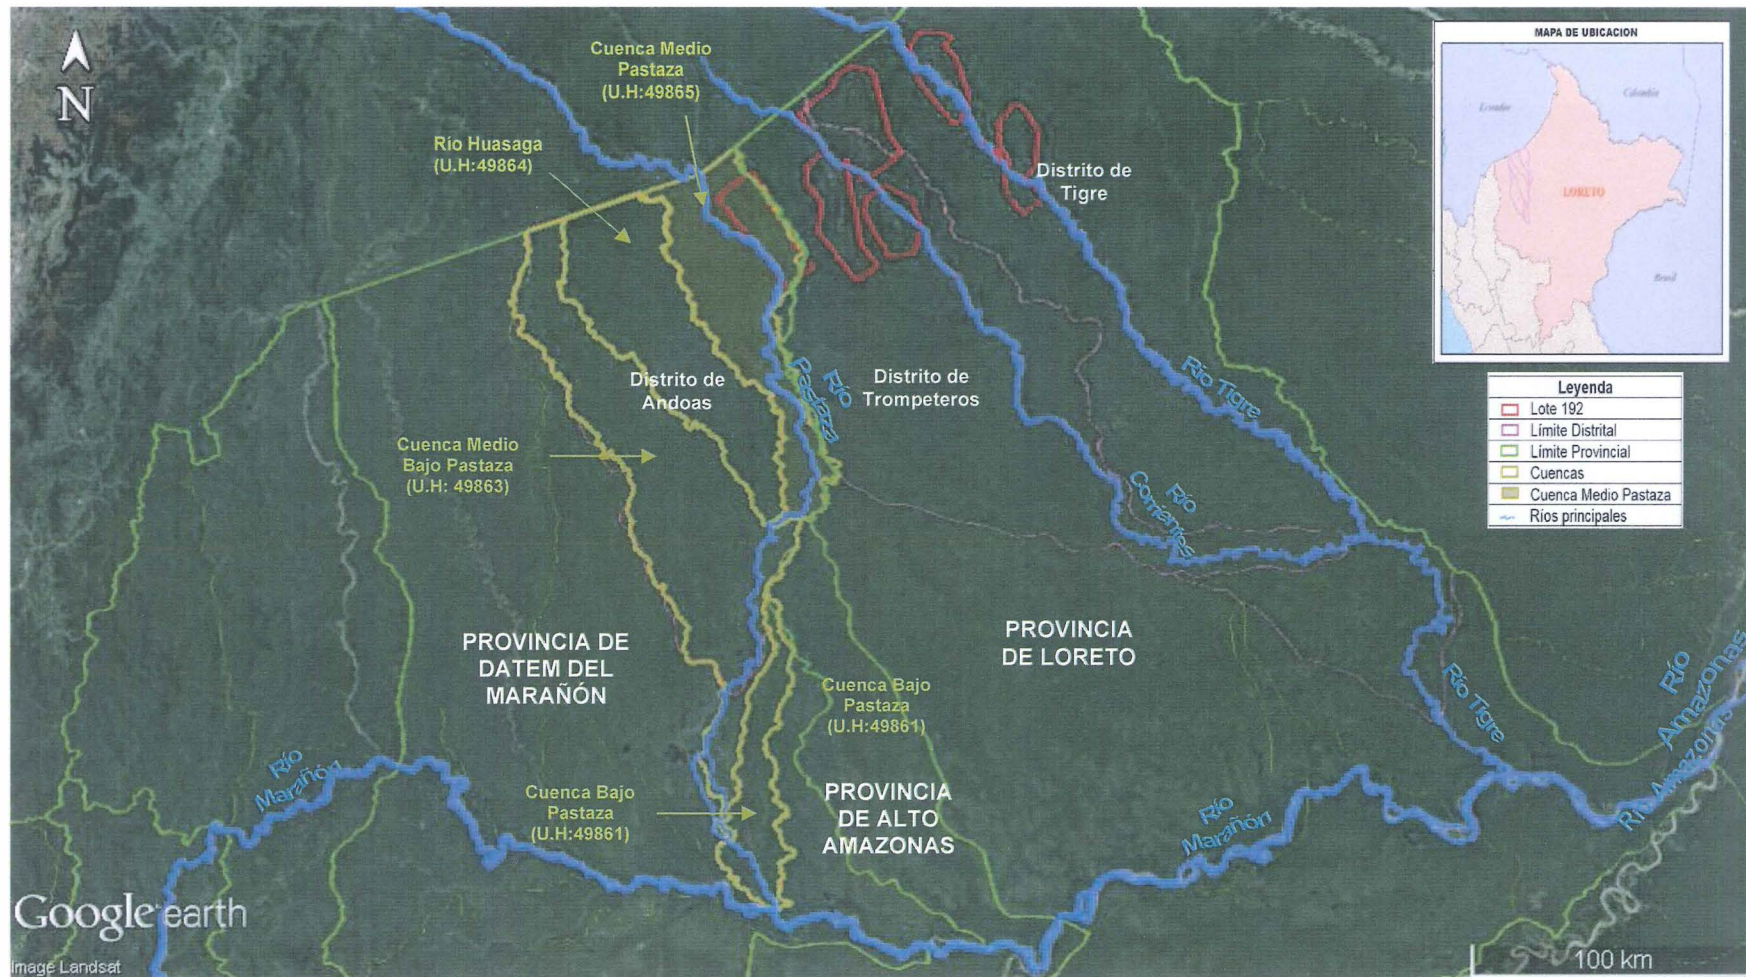 N
Cuenca Medio
Pastaza
(U.H:49865)
Río Huasaga
(U.H:49864)
Distrito de
Tigre
MAPA DE UBICACION
Ecuador
Colombia
LORETO
Brasil
Leyenda
Lote 192
Límite Distrital
Límite Provincial
Cuencas
Cuenca Medio Pastaza
Ríos principales
Distrito de
Andoas
Río
Pastaza
Distrito de
Trompeteros
Río Tigre
Cuenca Medio
Bajo Pastaza
(U.H: 49863)
Río
Corrientes
PROVINCIA DE
DATEM DEL
MARAÑÓN
PROVINCIA
DE LORETO
Cuenca Bajo
Pastaza
(U.H:49861)
Río Tigre
Río
Amazonas
Río Amazonas
Río
Marañón
Cuenca Bajo
Pastaza
(U.H:49861)
PROVINCIA
DE ALTO
AMAZONAS
Río
Marañón
Google earth
Image Landsat
100 km